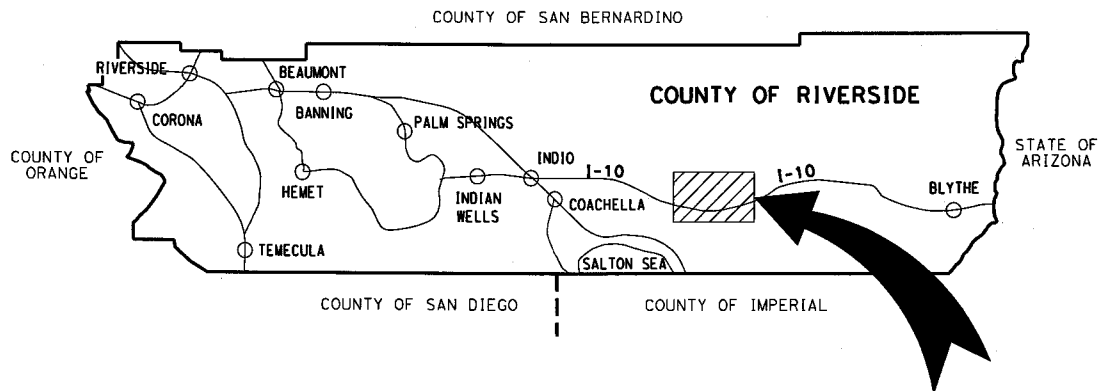 COUNTY OF SAN BERNARDINO
RIVERSIDE
BEAUMONT
COUNTY OF RIVERSIDE
BANNING
CORONA
PALM SPRINGS
STATE OF
ARIZONA
COUNTY OF
ORANGE
INDIO
I-10
I-10
HEMET
INDIAN
WELLS
COACHELLA
BLYTHE
TEMECULA
SALTON SEA
COUNTY OF SAN DIEGO
COUNTY OF IMPERIAL